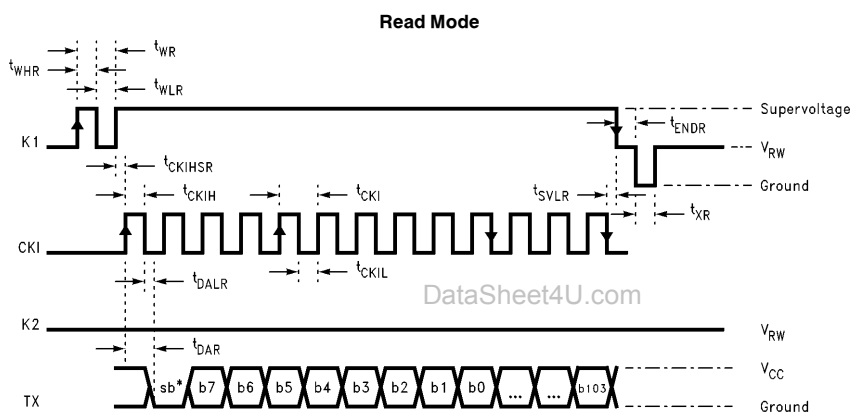 Read Mode
tWR
tWHR
tWLR
Supervoltage
tENDR
K1
VRW
tCKIHSR
Ground
tCKIH
tCKI
tSVLR
tXR
CKI
tCKIL
tDALR
DataSheet4U.com
K2
VRW
tDAR
VCC
sb* b7 b6 b5 b4 b3 b2 b1 b0 ... ... b103
TX
Ground